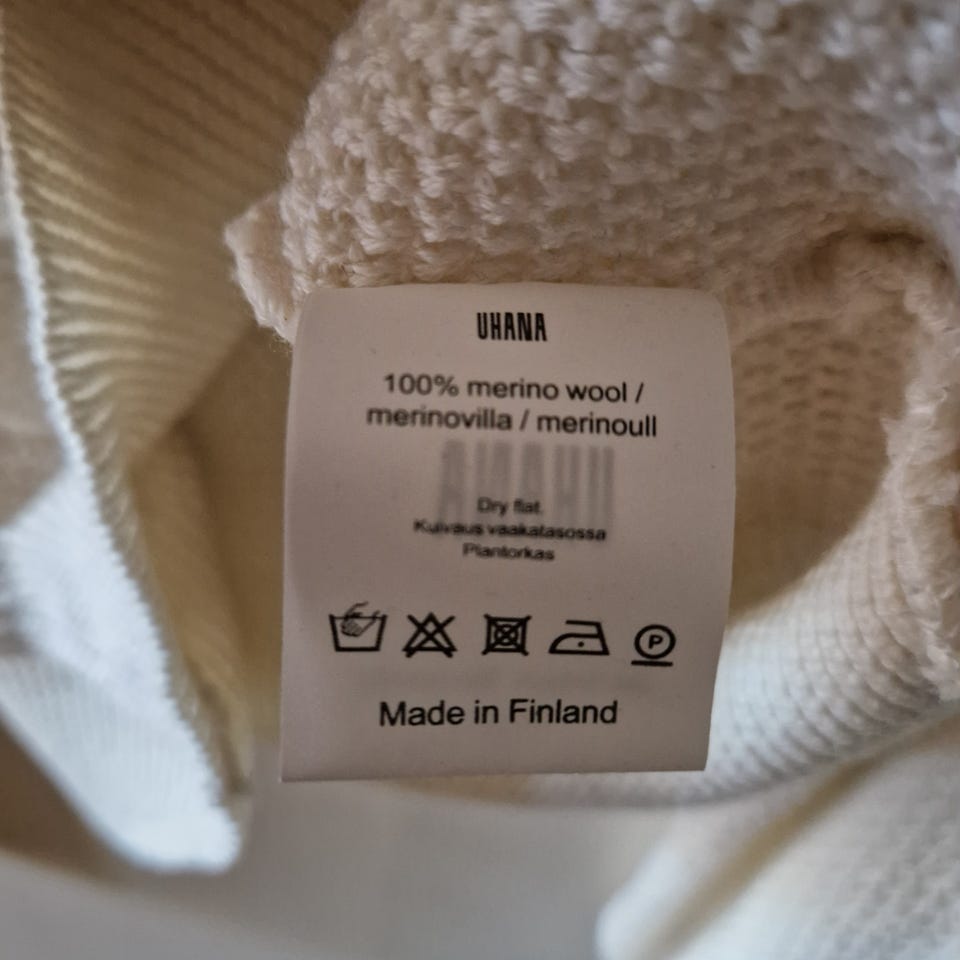 UHANA
100% merino wool /
merinovilla / merinoull
Dry flat.
Kuivaus vaakatasossa
Plantorkas
P
Made in Finland